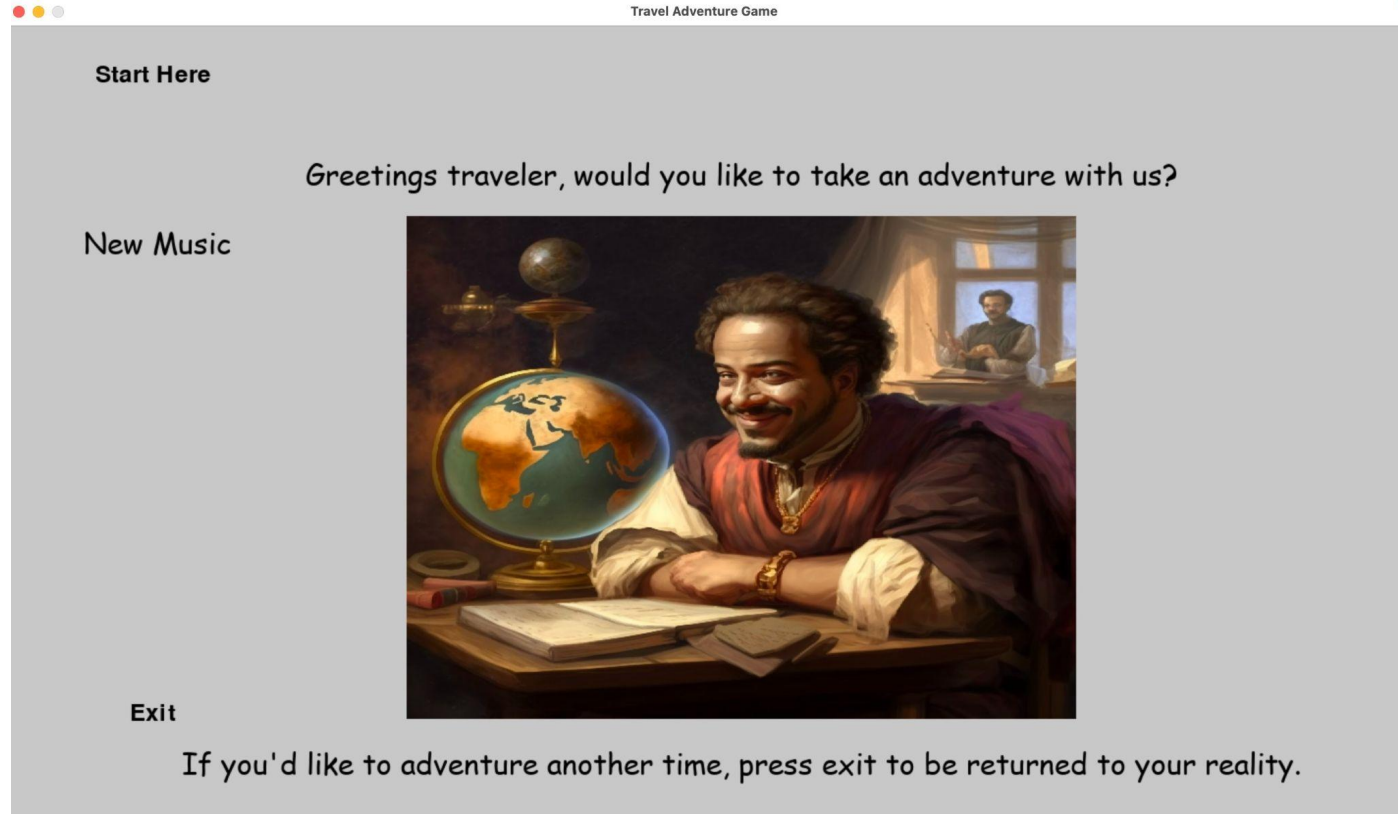 Travel Adventure Game
Start Here
Greetings traveler, would you like to take an adventure with us?
New Music
Exit
If you'd like to adventure another time, press exit to be returned to your reality.